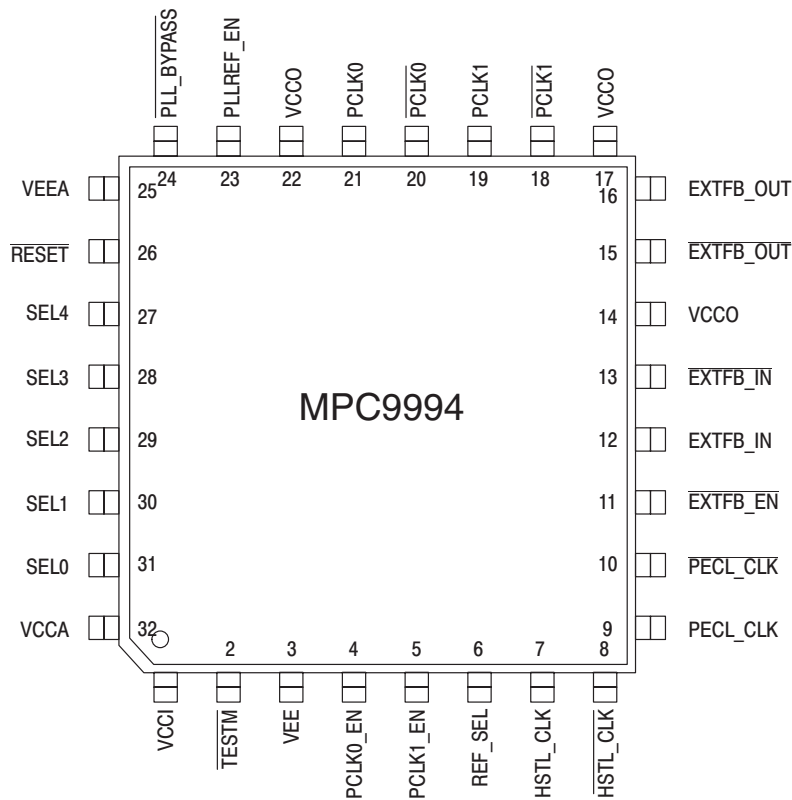 PLL_BYPASS
PLLREF_EN
VCCO
PCLK0
PCLK0
PCLK1
PCLK1
VCCO
24 23 22 21 20 19 18 17
VEEA 25 16 EXTFB_OUT
RESET 26 15 EXTFB_OUT
SEL4 27 14 VCCO
SEL3 28 13 EXTFB_IN
MPC9994
SEL2 29 12 EXTFB_IN
SEL1 30 11 EXTFB_EN
SEL0 31 10 PECL_CLK
VCCA 32 9 PECL_CLK
2 3 4 5 6 7 8
VCCI
TESTM
VEE
PCLK0_EN
PCLK1_EN
REF_SEL
HSTL_CLK
HSTL_CLK